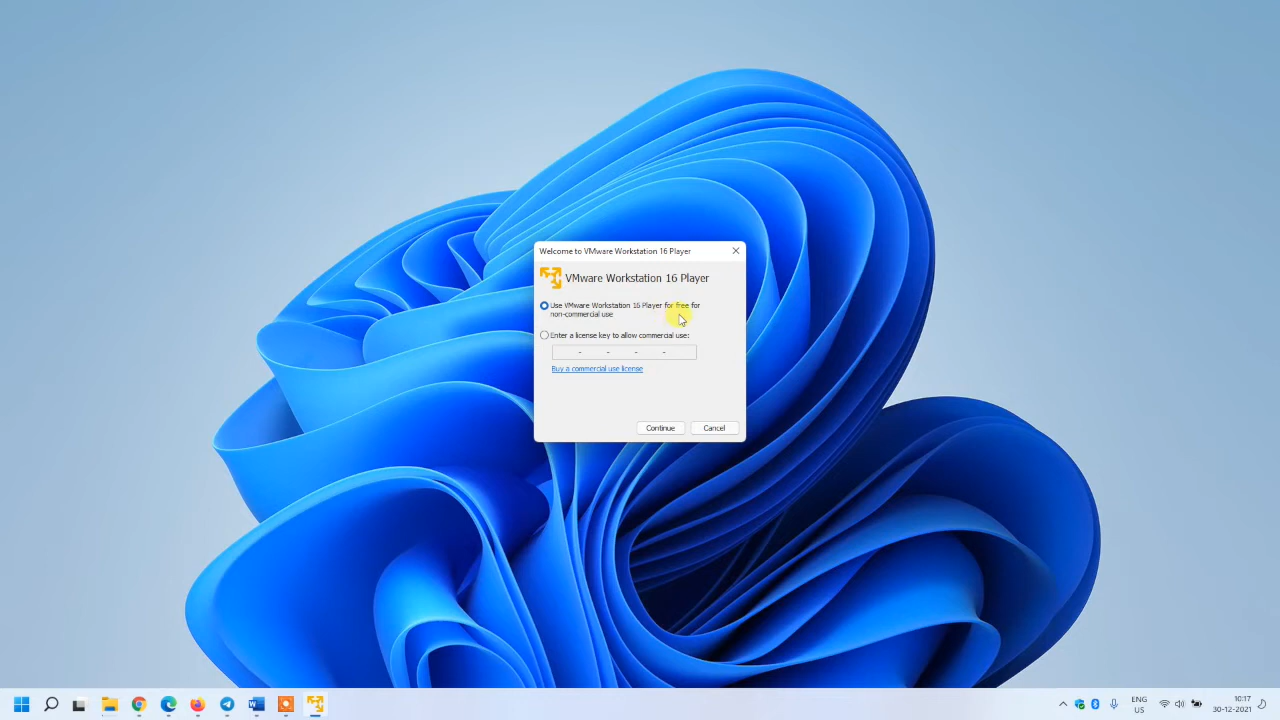 Welcome to VMware Workstation 16 Player
VMware Workstation 16 Player
Use VMware Workstation 16 Player for free for
non-commercial use
Enter a license key to allow commercial use:
- - - -
Buy a commercial use license
Continue Cancel
ENG
US
10:17
30-12-2021